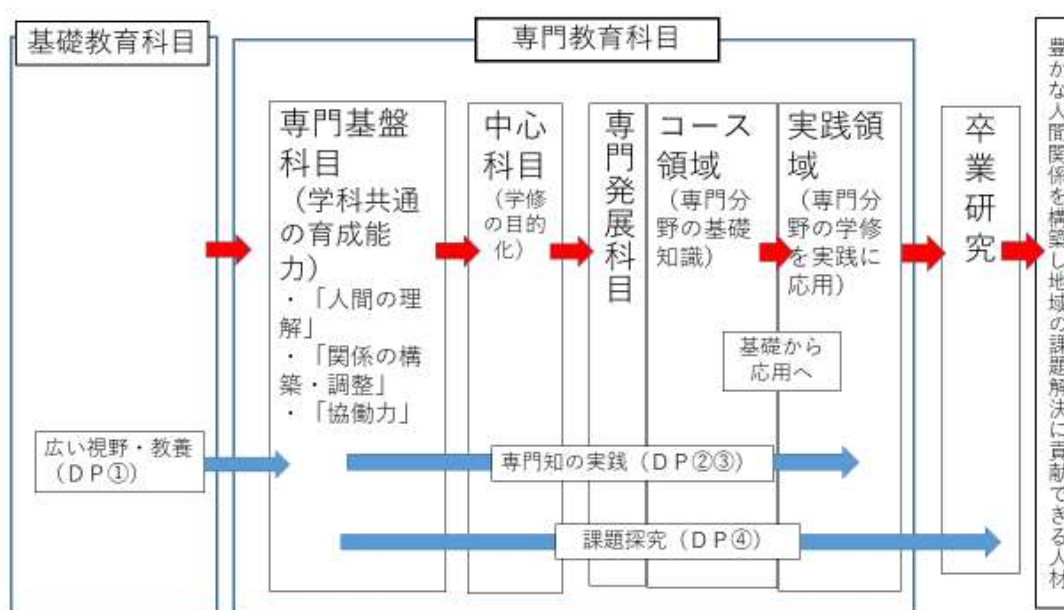 基礎教育科目
専門教育科目
専門基盤
科目
（学科共通
の育成能
力）
・「人間の理
解」
・「関係の構
築・調整」
・「協働力」
中心
科目
（学修
の目的
化）
専門発展科目
コース
領域
（専門分
野の基礎
知識）
実践領
域
（専門分
野の学修
を実践に
応用）
基礎から
応用へ
卒業研究
豊かな人間関係を構築し地域の課題解決に貢献できる人材
広い視野・教養
（ＤＰ①）
専門知の実践（ＤＰ②③）
課題探究（ＤＰ④）